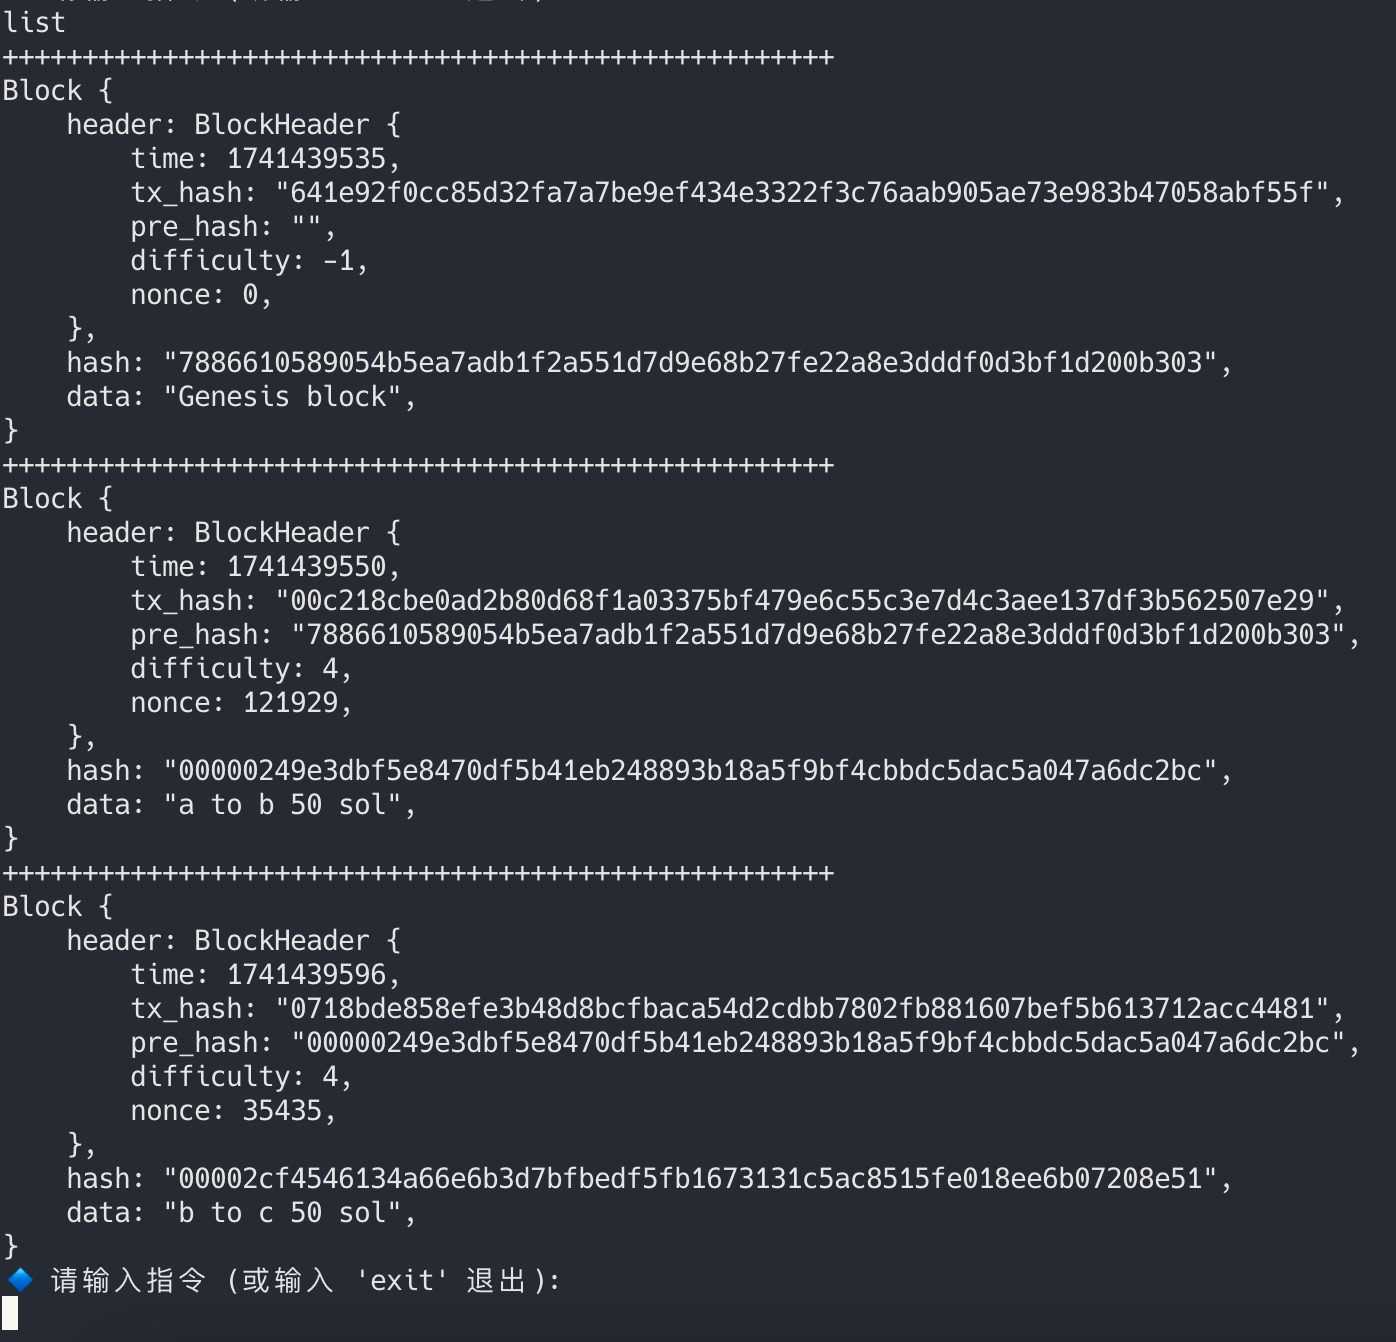 list
++++++++++++++++++++++++++++++++++++++++++++++++++++
Block {
    header: BlockHeader {
        time: 1741439535,
        tx_hash: "641e92f0cc85d32fa7a7be9ef434e3322f3c76aab905ae73e983b47058abf55f",
        pre_hash: "",
        difficulty: -1,
        nonce: 0,
    },
    hash: "7886610589054b5ea7adb1f2a551d7d9e68b27fe22a8e3dddf0d3bf1d200b303",
    data: "Genesis block",
}
++++++++++++++++++++++++++++++++++++++++++++++++++++
Block {
    header: BlockHeader {
        time: 1741439550,
        tx_hash: "00c218cbe0ad2b80d68f1a03375bf479e6c55c3e7d4c3aee137df3b562507e29",
        pre_hash: "7886610589054b5ea7adb1f2a551d7d9e68b27fe22a8e3dddf0d3bf1d200b303",
        difficulty: 4,
        nonce: 121929,
    },
    hash: "00000249e3dbf5e8470df5b41eb248893b18a5f9bf4cbbdc5dac5a047a6dc2bc",
    data: "a to b 50 sol",
}
++++++++++++++++++++++++++++++++++++++++++++++++++++
Block {
    header: BlockHeader {
        time: 1741439596,
        tx_hash: "0718bde858efe3b48d8bcfbaca54d2cdbb7802fb881607bef5b613712acc4481",
        pre_hash: "00000249e3dbf5e8470df5b41eb248893b18a5f9bf4cbbdc5dac5a047a6dc2bc",
        difficulty: 4,
        nonce: 35435,
    },
    hash: "00002cf4546134a66e6b3d7bfbedf5fb1673131c5ac8515fe018ee6b07208e51",
    data: "b to c 50 sol",
}
🔷 请输入指令 (或输入 'exit' 退出):